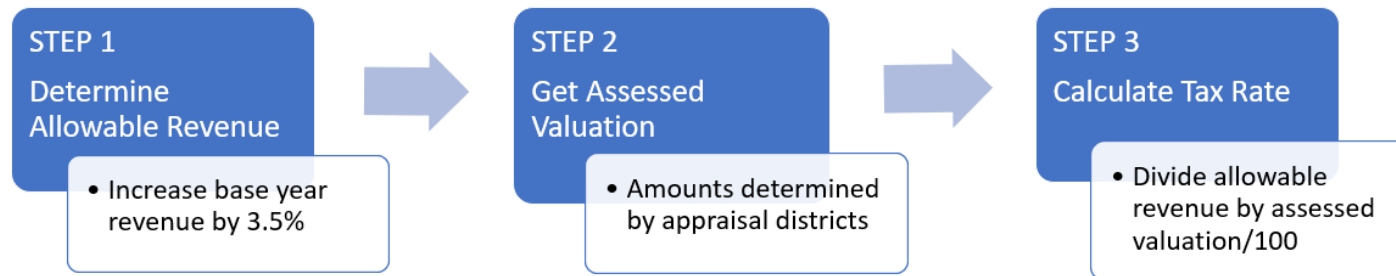 STEP 1
Determine
Allowable Revenue
• Increase base year
revenue by 3.5%
STEP 2
Get Assessed
Valuation
• Amounts determined
by appraisal districts
STEP 3
Calculate Tax Rate
• Divide allowable
revenue by assessed
valuation/100